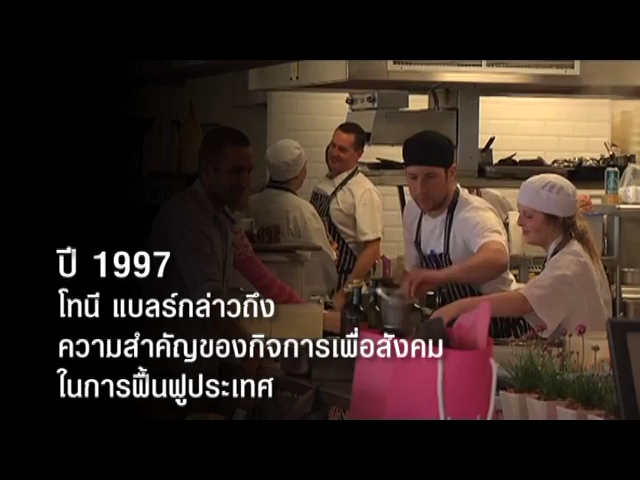 ปี 1997
โทนี แบลร์กล่าวถึง
ความสำคัญของกิจการเพื่อสังคม
ในการฟื้นฟูประเทศ